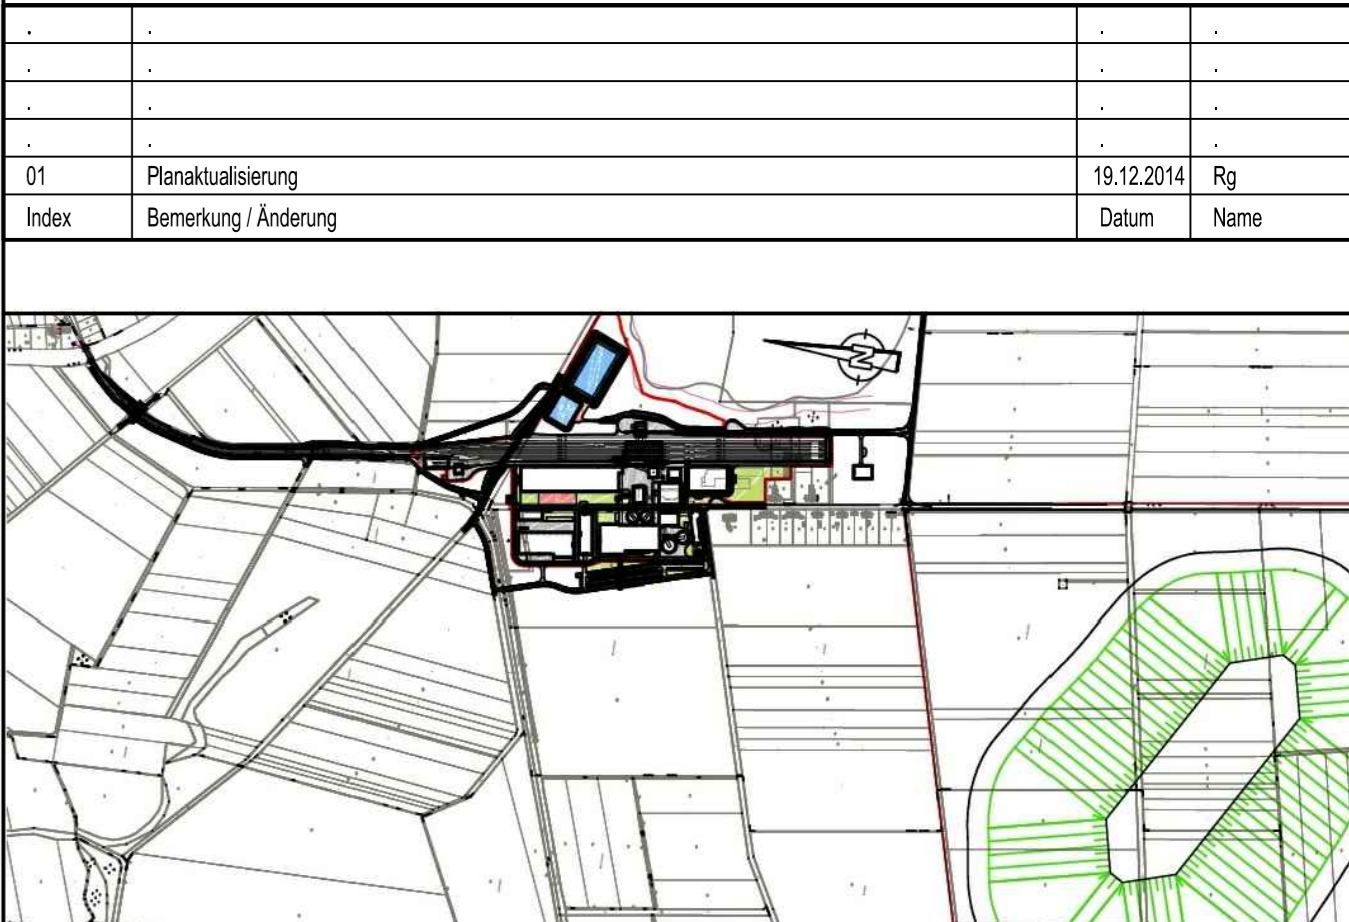 01 Planaktualisierung 19.12.2014 Rg
Index Bemerkung / Änderung Datum Name
N